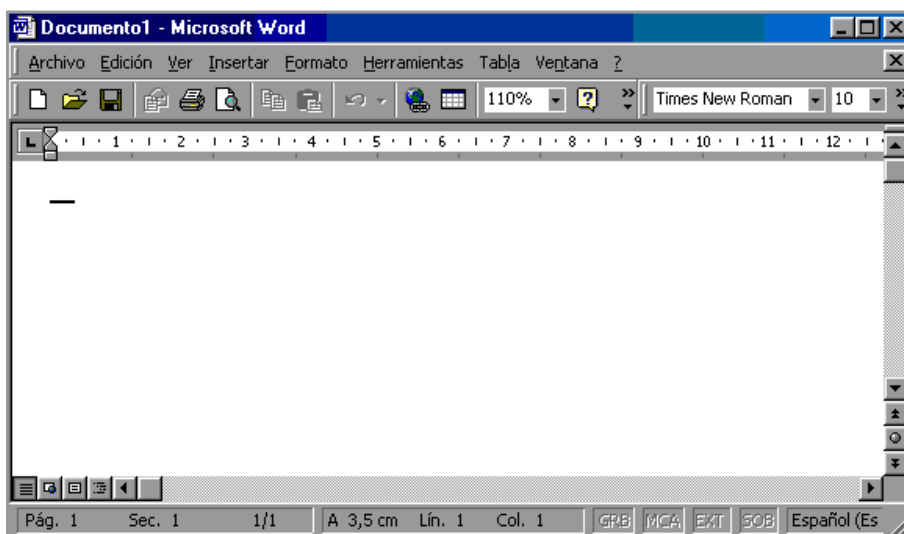 Documento1 - Microsoft Word
Archivo Edición Ver Insertar Formato Herramientas Tabla Ventana ?
110% Times New Roman 10
1 2 3 4 5 6 7 8 9 10 11 12
Pág. 1 Sec. 1 1/1 A 3,5 cm Lín. 1 Col. 1 GRB MCA EXT SOB Español (Es